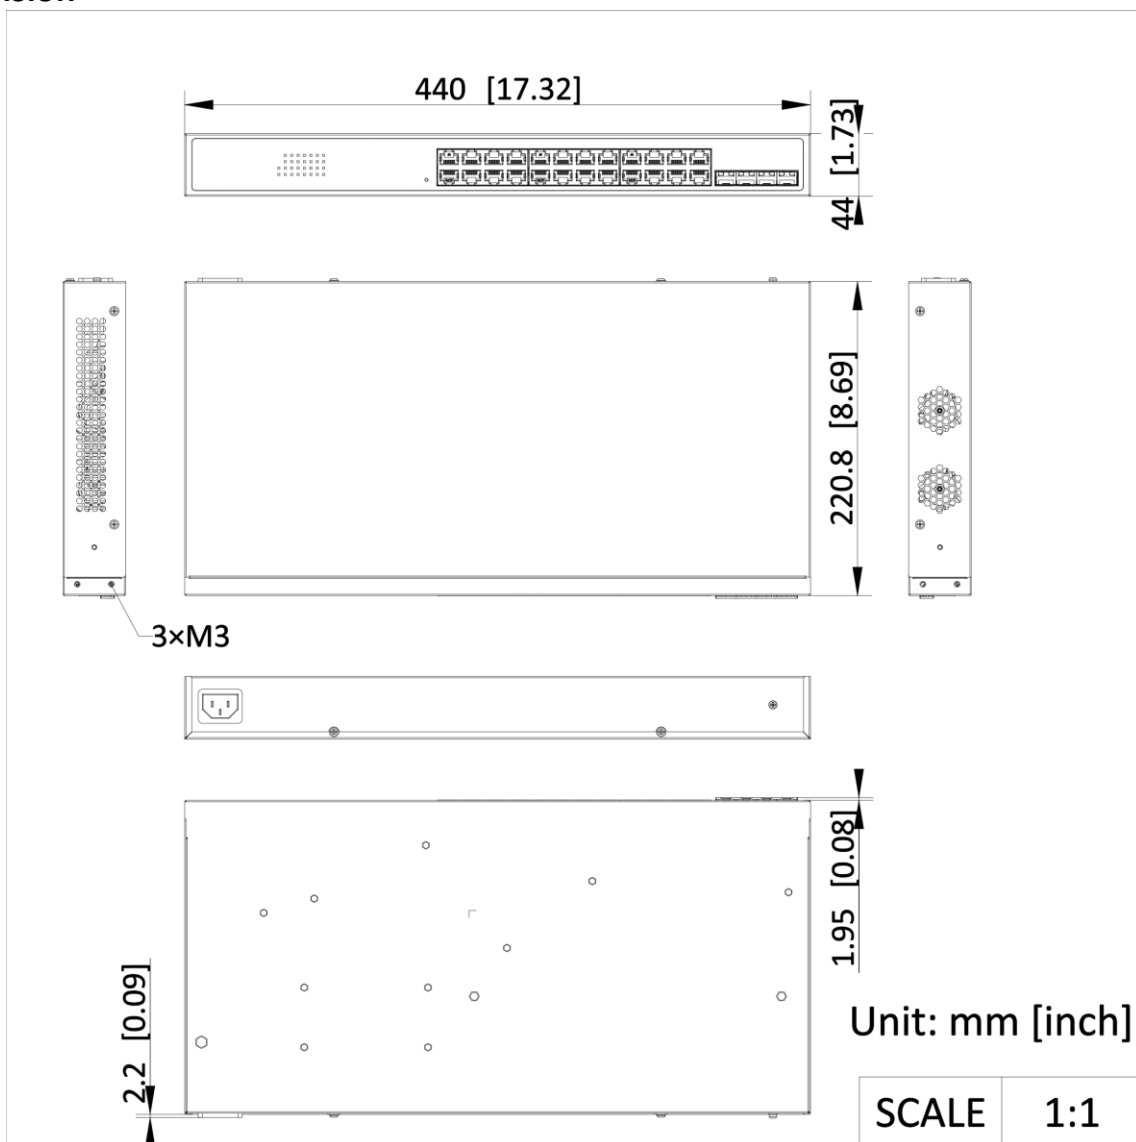 440 [17.32]
44 [1.73]
220.8 [8.69]
3×M3
1.95 [0.08]
2.2 [0.09]
Unit: mm [inch]
SCALE 1:1